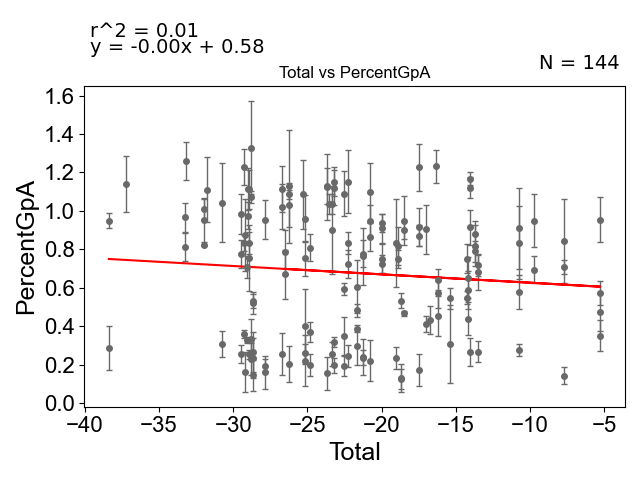 r^2 = 0.01
y = -0.00x + 0.58
N = 144
Total vs PercentGpA
PercentGpA
1.6
1.4
1.2
1.0
0.8
0.6
0.4
0.2
0.0
−40 −35 −30 −25 −20 −15 −10 −5
Total